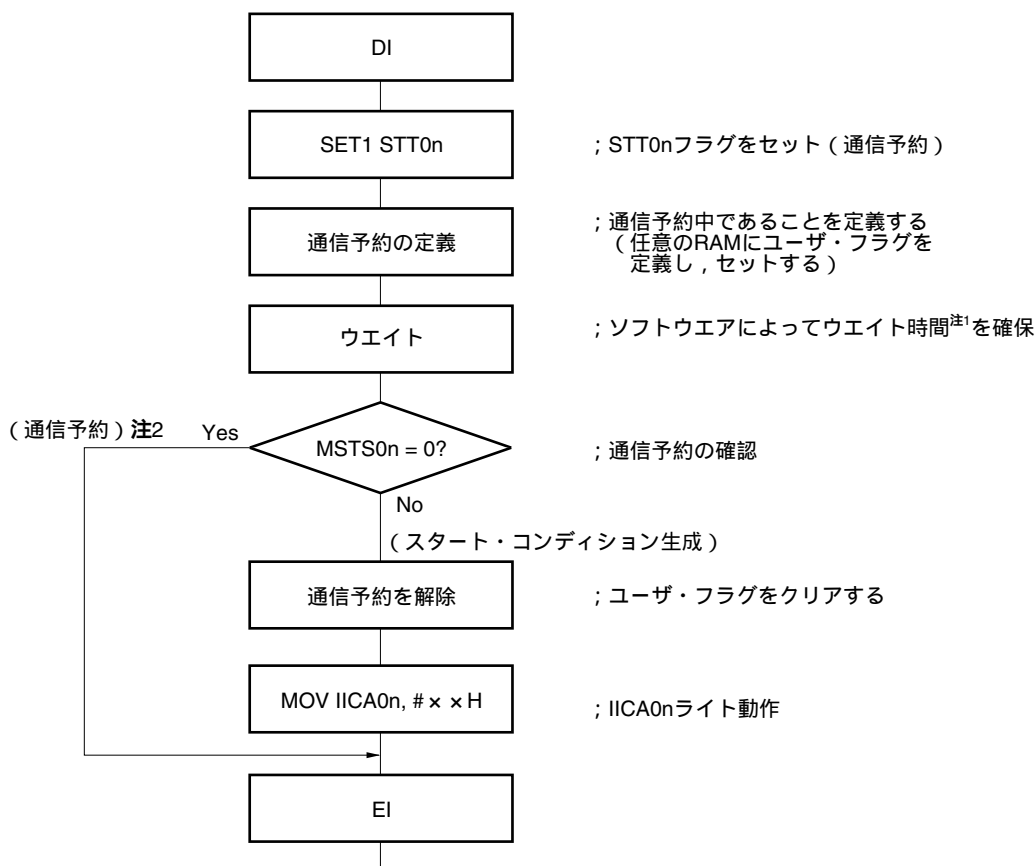 DI
SET1 STT0n
；STT0nフラグをセット（通信予約）
通信予約の定義
；通信予約中であることを定義する
（任意のRAMにユーザ・フラグを
定義し，セットする）
ウエイト
；ソフトウエアによってウエイト時間注1を確保
（通信予約）注2
Yes
MSTS0n = 0?
；通信予約の確認
No
（スタート・コンディション生成）
通信予約を解除
；ユーザ・フラグをクリアする
MOV IICA0n, #××H
；IICA0nライト動作
EI